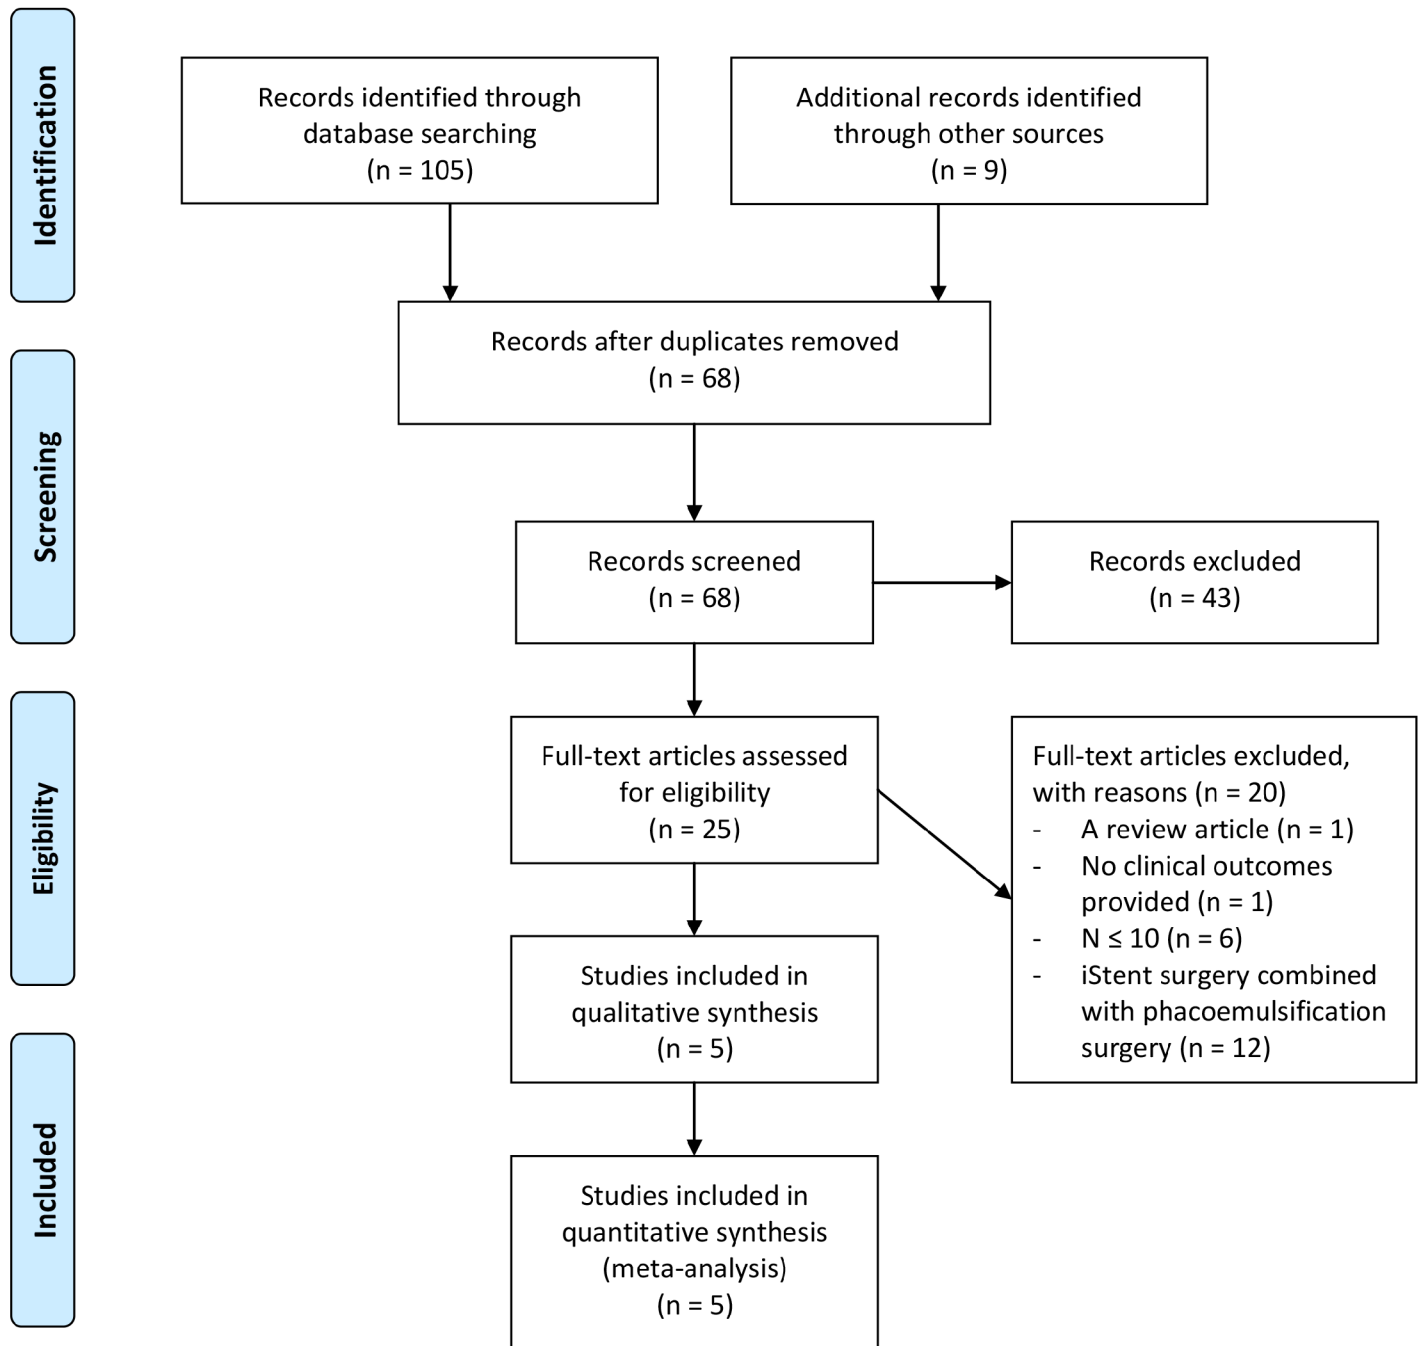 Identification
Records identified through
database searching
(n = 105)
Additional records identified
through other sources
(n = 9)
Records after duplicates removed
(n = 68)
Screening
Records screened
(n = 68)
Records excluded
(n = 43)
Eligibility
Full-text articles assessed
for eligibility
(n = 25)
Full-text articles excluded,
with reasons (n = 20)
- A review article (n = 1)
- No clinical outcomes
provided (n = 1)
- N ≤ 10 (n = 6)
- iStent surgery combined
with phacoemulsification
surgery (n = 12)
Studies included in
qualitative synthesis
(n = 5)
Included
Studies included in
quantitative synthesis
(meta-analysis)
(n = 5)